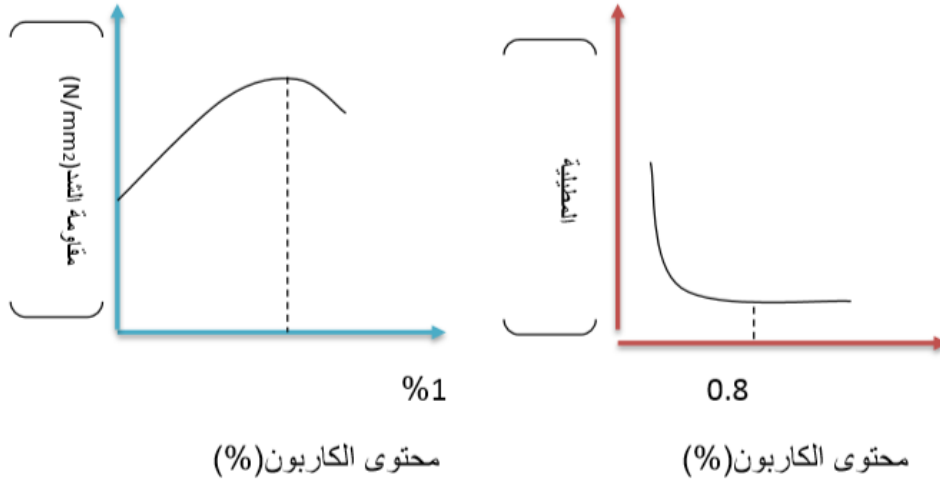 المطيلية
0.8
محتوى الكاربون(%)
مقاومة الشد(N/mm2)
%1
محتوى الكاربون(%)